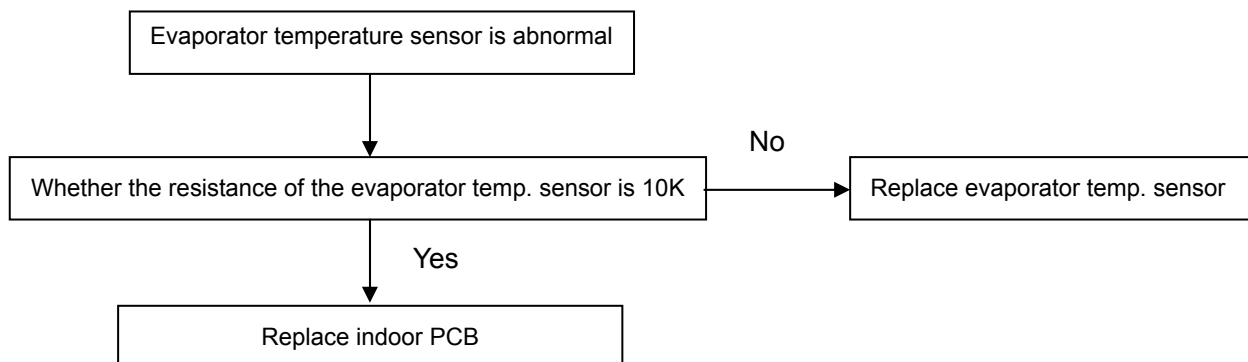 Evaporator temperature sensor is abnormal
No
Whether the resistance of the evaporator temp. sensor is 10K
Replace evaporator temp. sensor
Yes
Replace indoor PCB